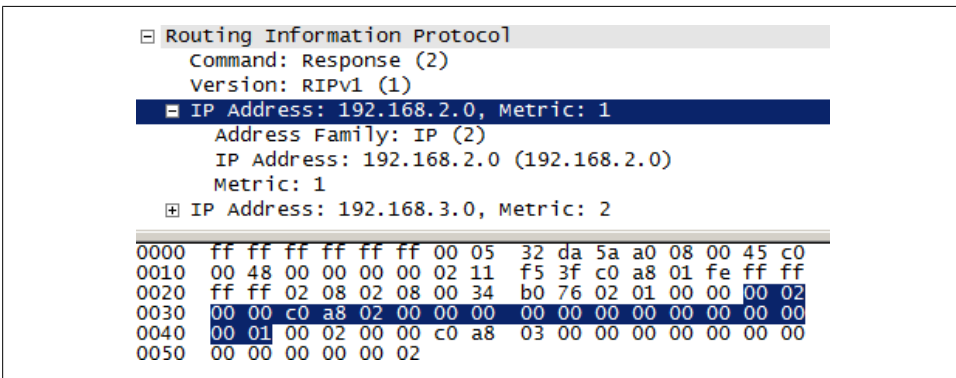 Routing Information Protocol
Command: Response (2)
Version: RIPv1 (1)
IP Address: 192.168.2.0, Metric: 1
Address Family: IP (2)
IP Address: 192.168.2.0 (192.168.2.0)
Metric: 1
IP Address: 192.168.3.0, Metric: 2
0000 ff ff ff ff ff ff 00 05 32 da 5a a0 08 00 45 c0
0010 00 48 00 00 00 00 02 11 f5 3f c0 a8 01 fe ff ff
0020 ff ff 02 08 02 08 00 34 b0 76 02 01 00 00 00 02
0030 00 00 c0 a8 02 00 00 00 00 00 00 00 00 00 00 00
0040 00 01 00 02 00 00 c0 a8 03 00 00 00 00 00 00 00
0050 00 00 00 00 00 02